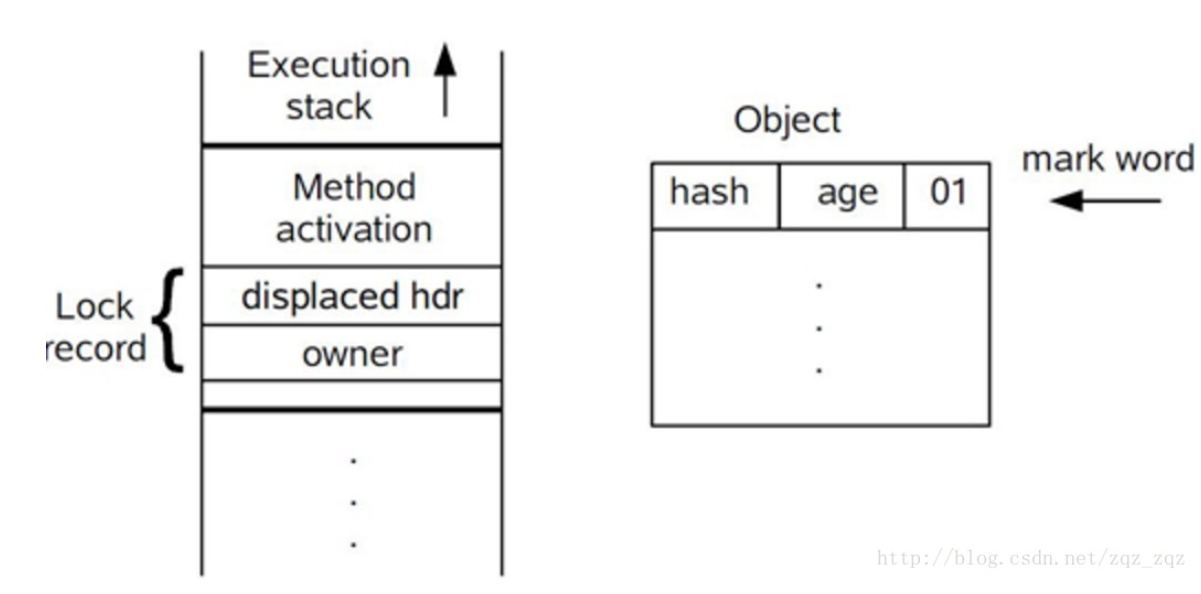 Execution
stack
Method
activation
Lock
record
displaced hdr
owner
Object
mark word
hash age 01
http://blog.csdn.net/zqz_zqz